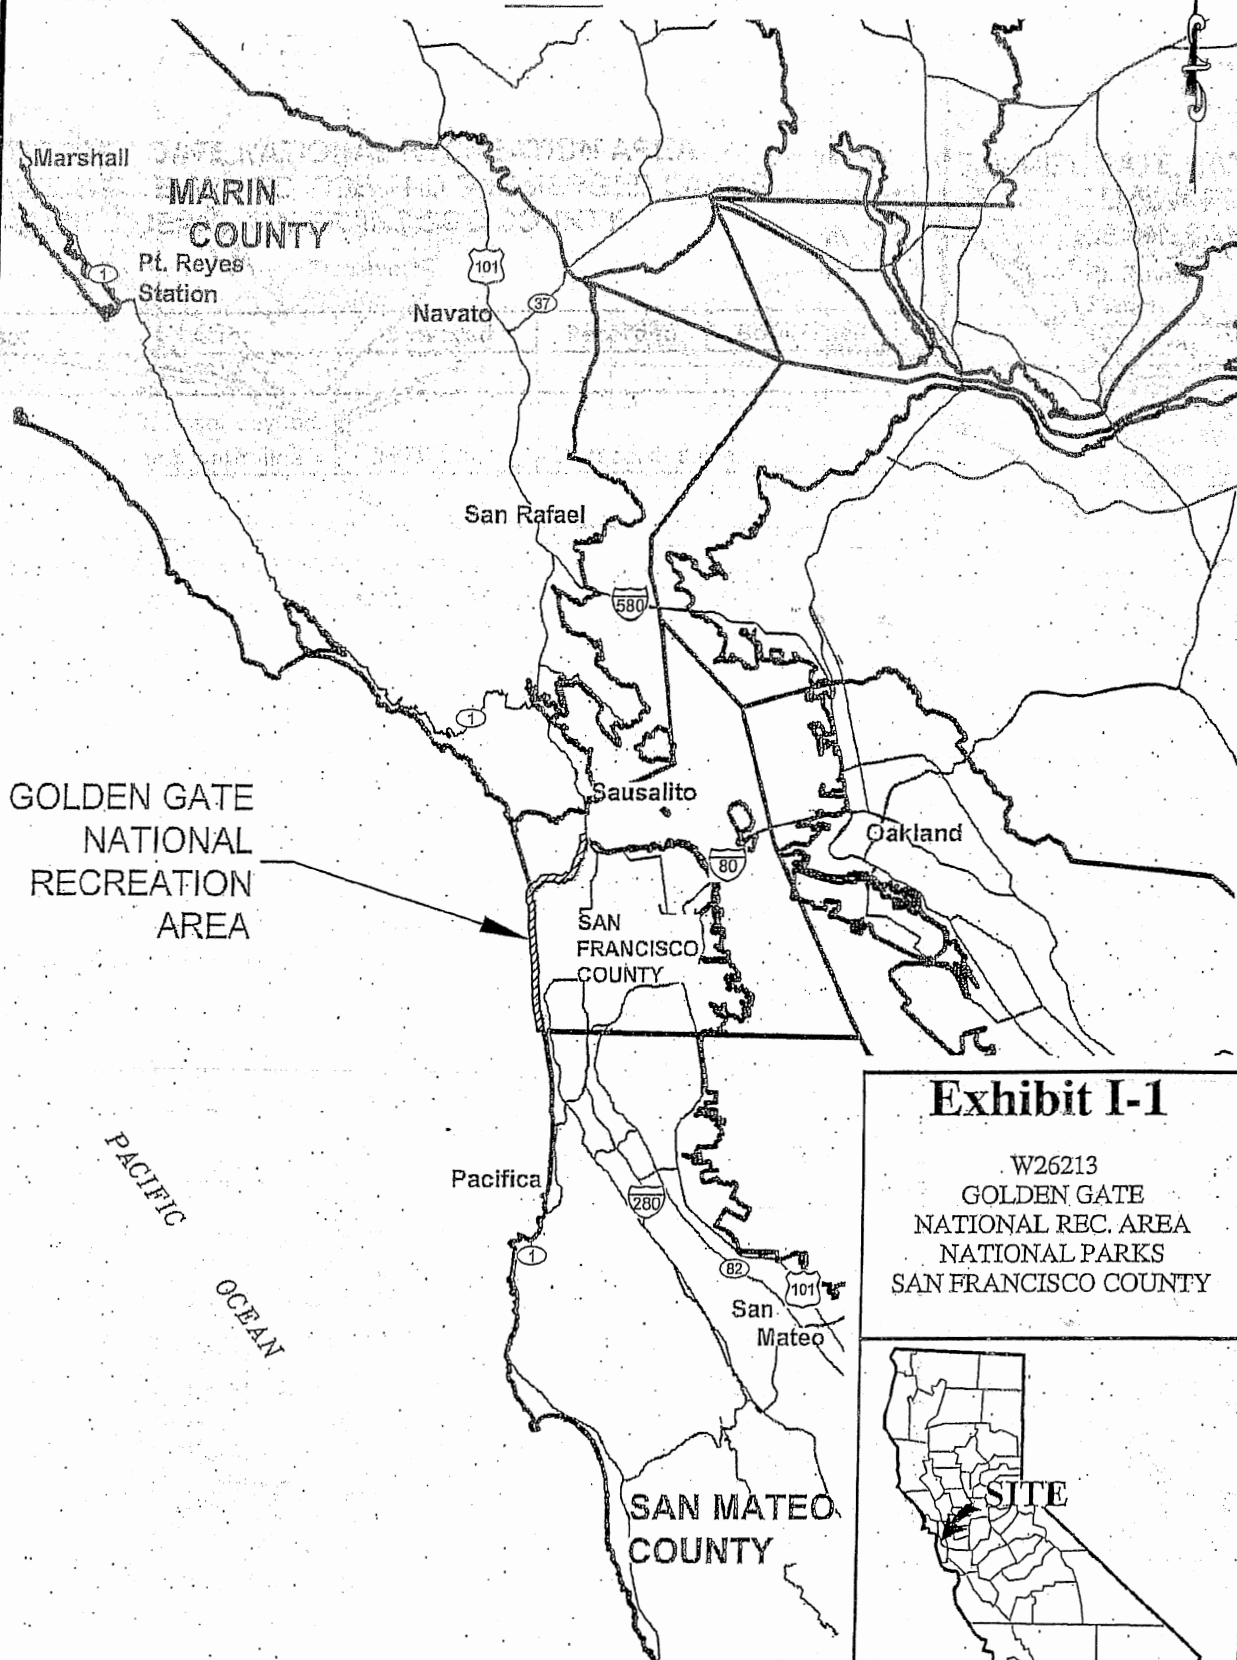 Marshall
MARIN
COUNTY
1
Pt. Reyes
Station
101
37
Navato
San Rafael
580
1
GOLDEN GATE
NATIONAL
RECREATION
AREA
Sausalito
80
Oakland
SAN
FRANCISCO
COUNTY
PACIFIC
OCEAN
Pacifica
280
1
82
101
San
Mateo
SAN MATEO
COUNTY
Exhibit I-1
W26213
GOLDEN GATE
NATIONAL REC. AREA
NATIONAL PARKS
SAN FRANCISCO COUNTY
SITE